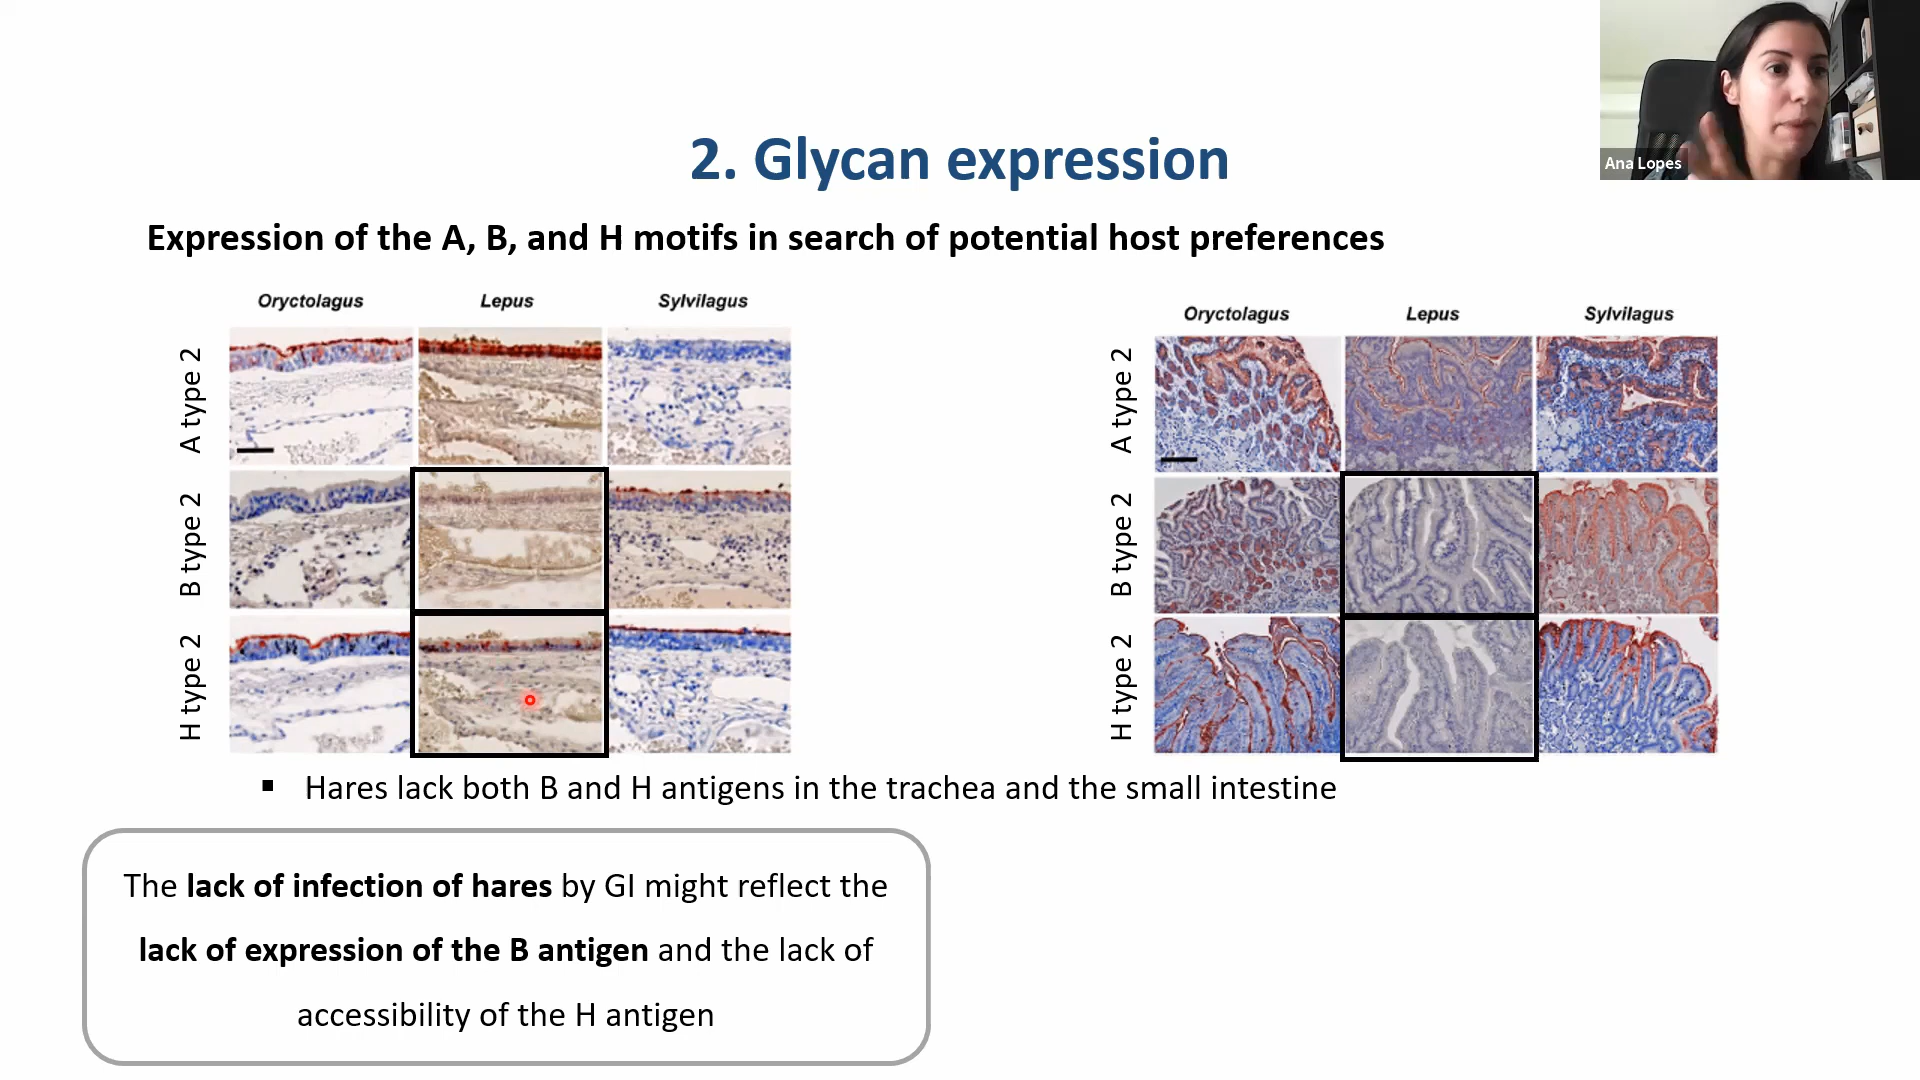 2. Glycan expression
Ana Lopes
Expression of the A, B, and H motifs in search of potential host preferences
Oryctolagus Lepus Sylvilagus
A type 2
B type 2
H type 2
Oryctolagus Lepus Sylvilagus
A type 2
B type 2
H type 2
▪ Hares lack both B and H antigens in the trachea and the small intestine
The lack of infection of hares by GI might reflect the
lack of expression of the B antigen and the lack of
accessibility of the H antigen